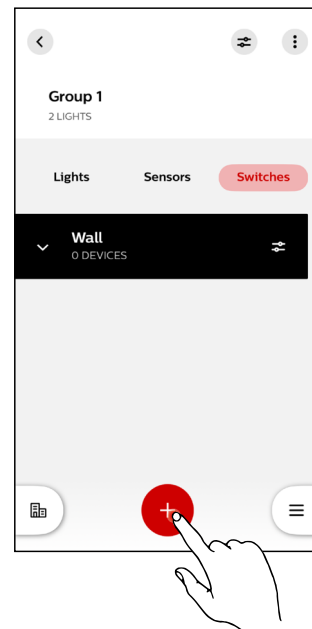 Group 1
2 LIGHTS
Lights Sensors Switches
Wall
0 DEVICES